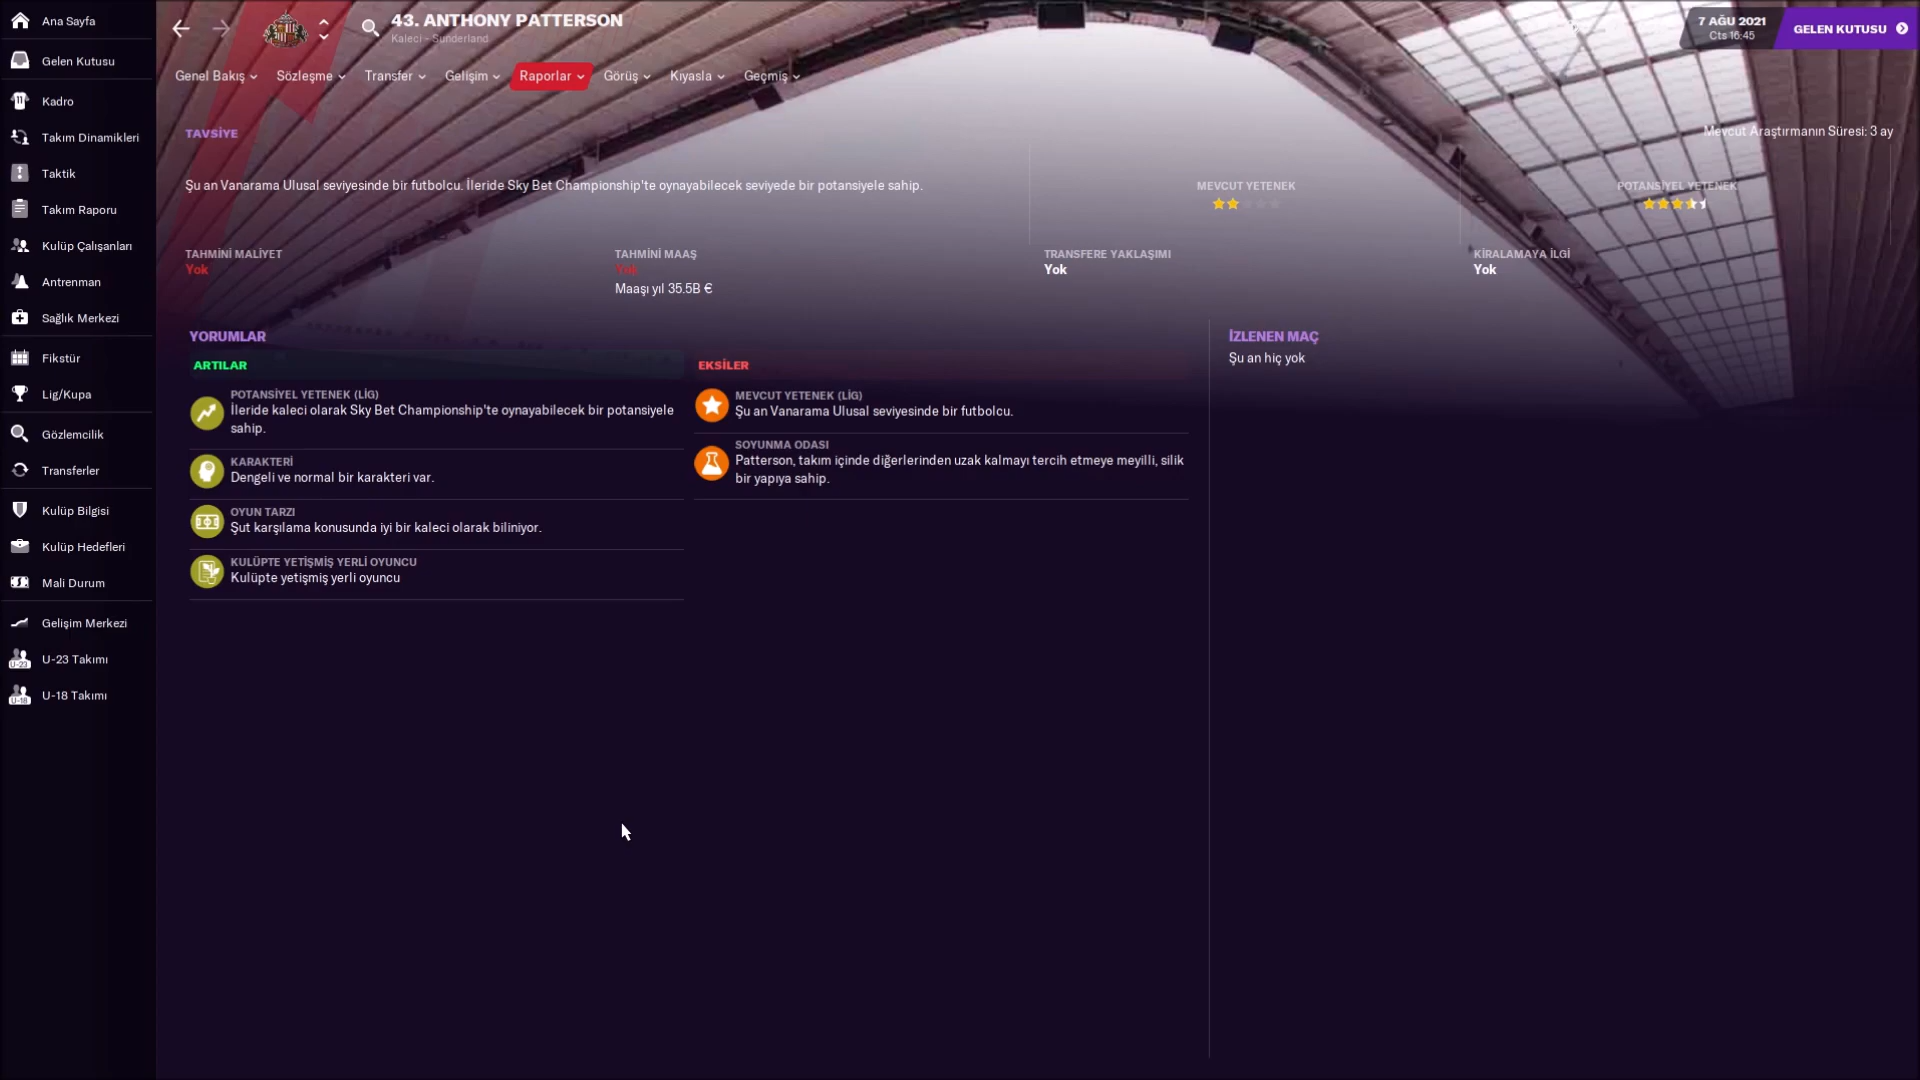 Ana Sayfa
Gelen Kutusu
Kadro
Takım Dinamikleri
Taktik
Takım Raporu
Kulüp Çalışanları
Antrenman
Sağlık Merkezi
Fikstür
Lig/Kupa
Gözlemcilik
Transferler
Kulüp Bilgisi
Kulüp Hedefleri
Mali Durum
Gelişim Merkezi
U-23 Takımı
U-18 Takımı
43. ANTHONY PATTERSON
Kaleci - Sunderland
7 AĞU 2021
Cts 16:45
GELEN KUTUSU
Genel Bakış Sözleşme Transfer Gelişim Raporlar Görüş Kıyasla Geçmiş
TAVSİYE
Mevcut Araştırmanın Süresi: 3 ay
Şu an Vanarama Ulusal seviyesinde bir futbolcu. İleride Sky Bet Championship'te oynayabilecek seviyede bir potansiyele sahip.
MEVCUT YETENEK
POTANSİYEL YETENEK
TAHMİNİ MALİYET
Yok
TAHMİNİ MAAŞ
Yok
Maaşı yıl 35.5B €
TRANSFERE YAKLAŞIMI
Yok
KİRALAMAYA İLGİ
Yok
YORUMLAR
ARTILAR
POTANSİYEL YETENEK (LİG)
İleride kaleci olarak Sky Bet Championship'te oynayabilecek bir potansiyele
sahip.
KARAKTERİ
Dengeli ve normal bir karakteri var.
OYUN TARZI
Şut karşılama konusunda iyi bir kaleci olarak biliniyor.
KULÜPTE YETİŞMİŞ YERLİ OYUNCU
Kulüpte yetişmiş yerli oyuncu
EKSİLER
MEVCUT YETENEK (LİG)
Şu an Vanarama Ulusal seviyesinde bir futbolcu.
SOYUNMA ODASI
Patterson, takım içinde diğerlerinden uzak kalmayı tercih etmeye meyilli, silik
bir yapıya sahip.
İZLENEN MAÇ
Şu an hiç yok